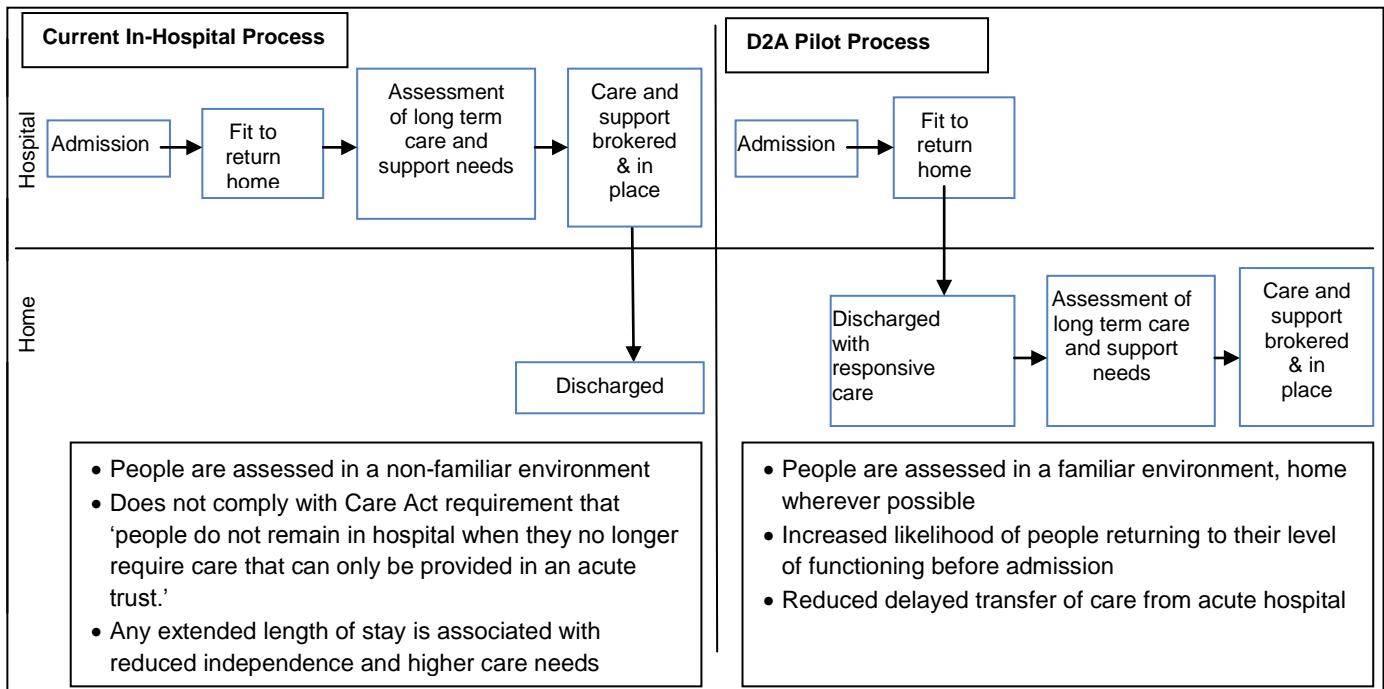 Current In-Hospital Process
Hospital
Admission
Fit to
return
home
Assessment
of long term
care and
support needs
Care and
support
brokered
& in
place
Home
Discharged
• People are assessed in a non-familiar environment
• Does not comply with Care Act requirement that
‘people do not remain in hospital when they no longer
require care that can only be provided in an acute
trust.’
• Any extended length of stay is associated with
reduced independence and higher care needs
D2A Pilot Process
Admission
Fit to
return
home
Discharged
with
responsive
care
Assessment of
long term care
and support
needs
Care and
support
brokered
& in
place
• People are assessed in a familiar environment, home
wherever possible
• Increased likelihood of people returning to their level
of functioning before admission
• Reduced delayed transfer of care from acute hospital